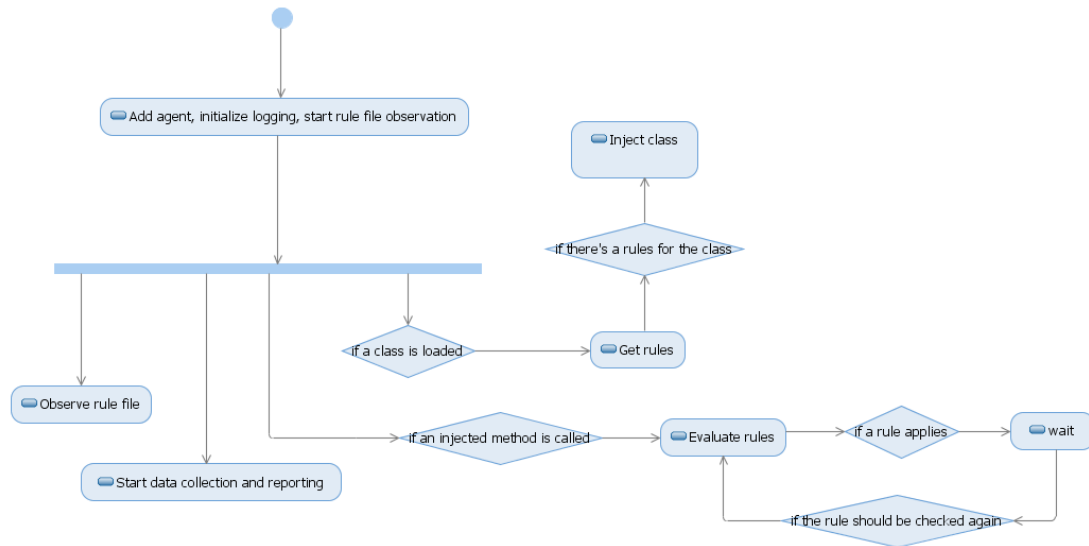 Add agent, initialize logging, start rule file observation
Inject class
if there's a rules for the class
if a class is loaded
Get rules
Observe rule file
if an injected method is called
Evaluate rules
if a rule applies
wait
Start data collection and reporting
if the rule should be checked again